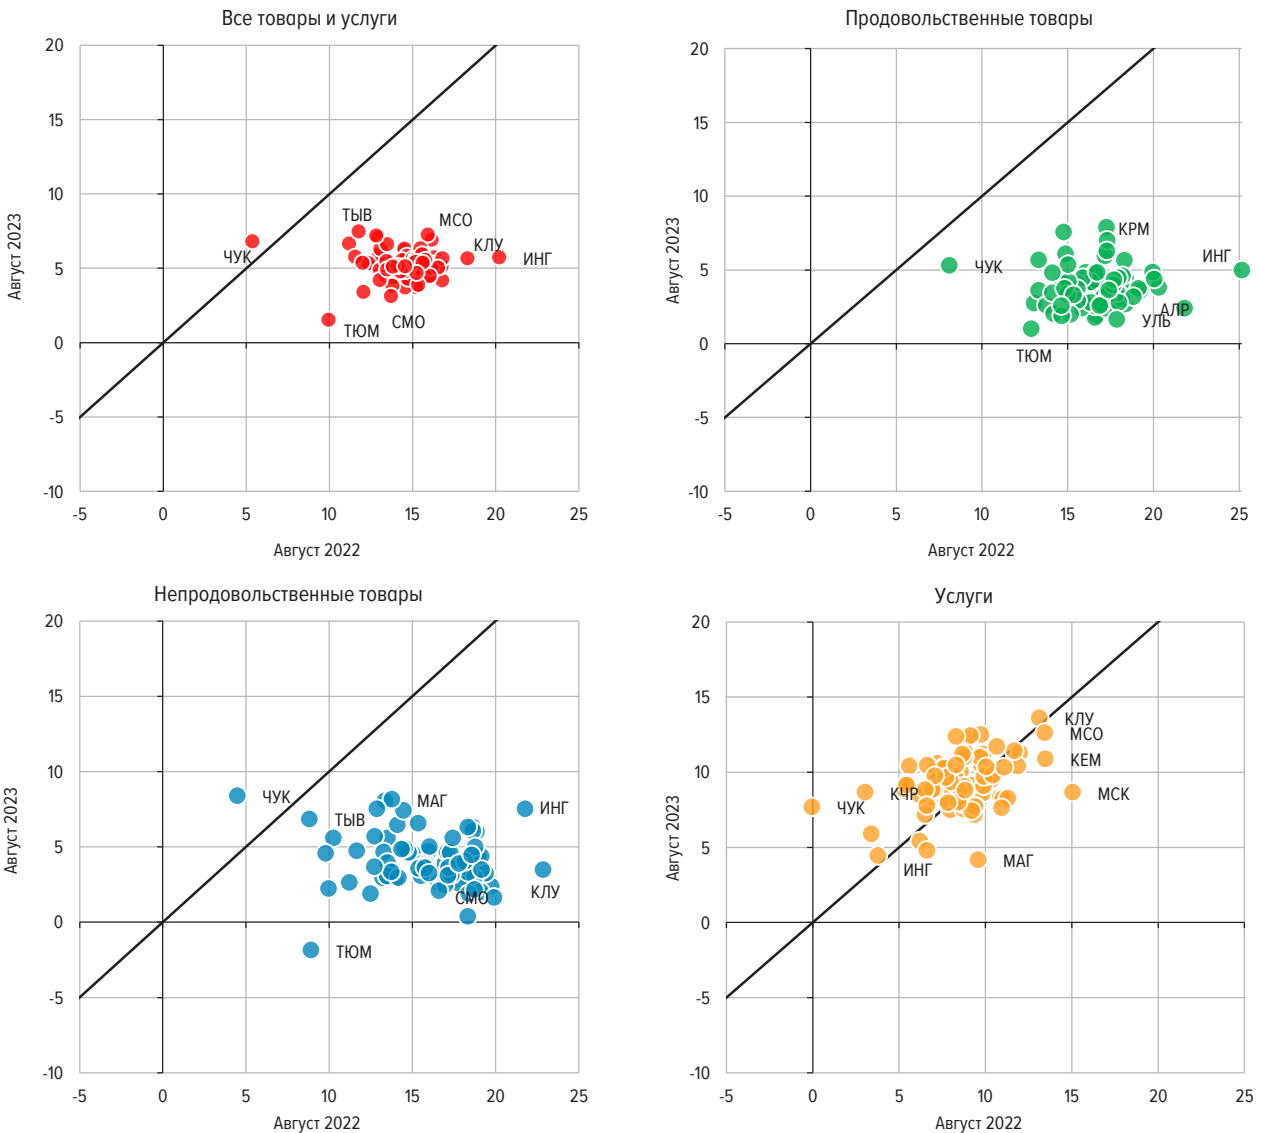 Все товары и услуги
20
15
10
5
0
-5
-10
-5
0
5
10
15
20
25
Август 2023
Август 2022
ЧУК
ТЫВ
МСО
КЛУ
ИНГ
ТЮМ
СМО
Продовольственные товары
20
15
10
5
0
-5
-10
-5
0
5
10
15
20
25
Август 2023
Август 2022
КРМ
ИНГ
ЧУК
АЛР
УЛЬ
ТЮМ
Непродовольственные товары
20
15
10
5
0
-5
-10
-5
0
5
10
15
20
25
Август 2023
Август 2022
ЧУК
МАГ
ИНГ
ТЫВ
КЛУ
СМО
ТЮМ
Услуги
20
15
10
5
0
-5
-10
-5
0
5
10
15
20
25
Август 2023
Август 2022
КЛУ
МСО
КЕМ
КЧР
МСК
ЧУК
ИНГ
МАГ